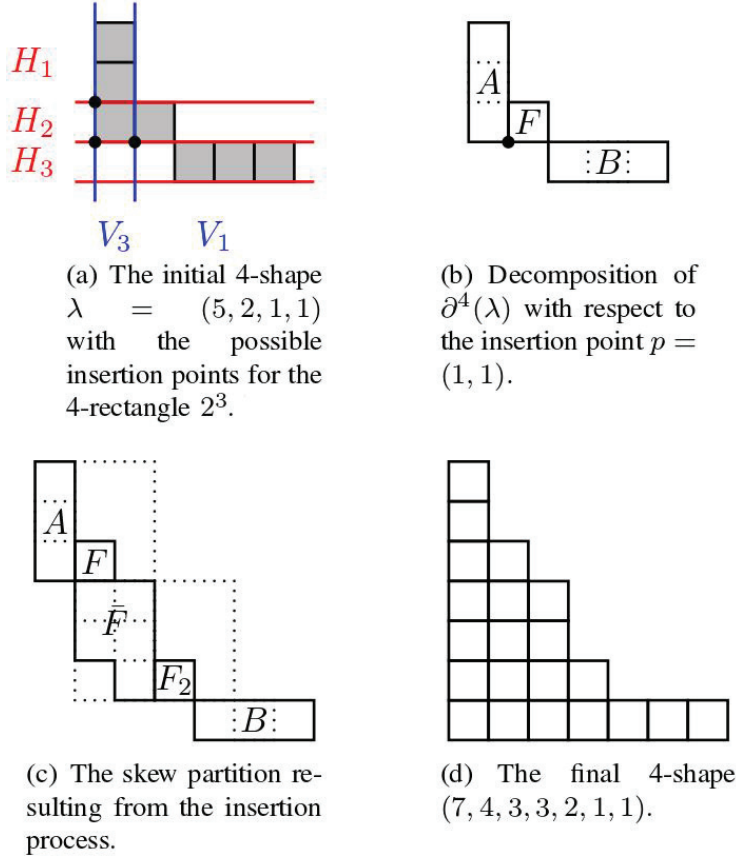 H₁
H₂
H₃
V₃ V₁
A
F
B
(a) The initial 4-shape
λ = (5, 2, 1, 1)
with the possible
insertion points for the
4-rectangle 2³.
(b) Decomposition of
∂⁴(λ) with respect to
the insertion point p =
(1, 1).
A
F
F̄
F₂
B
(c) The skew partition re-
sulting from the insertion
process.
(d) The final 4-shape
(7, 4, 3, 3, 2, 1, 1).